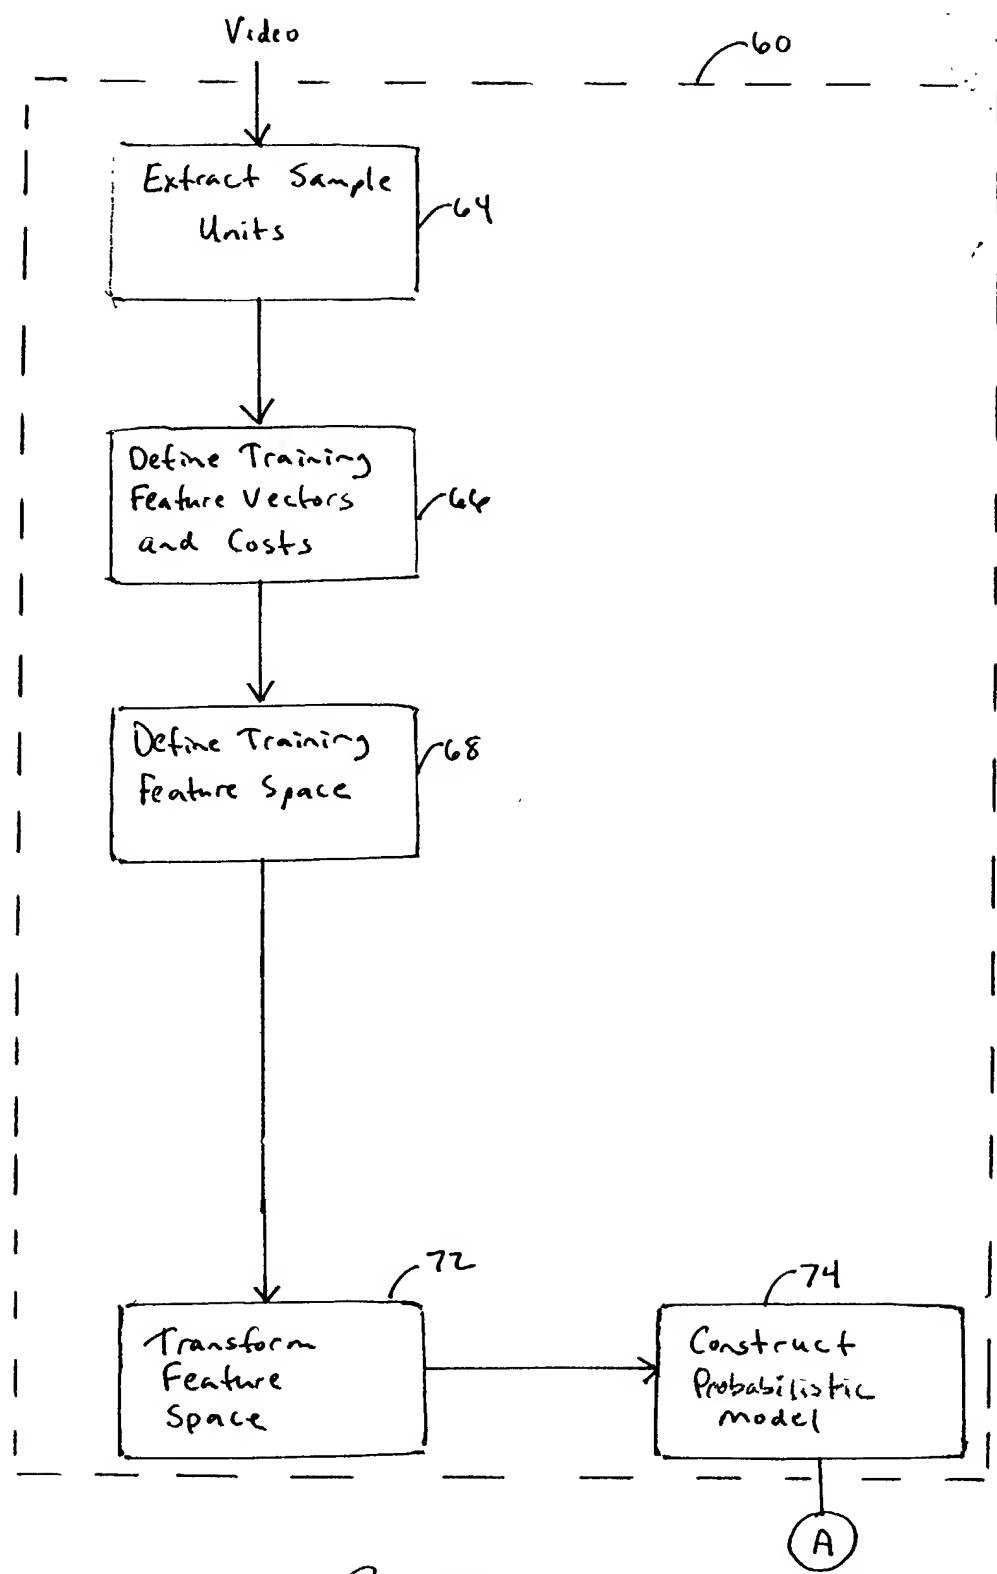 Video
60
Extract Sample
Units
64
Define Training
Feature Vectors
and Costs
66
Define Training
Feature Space
68
72
Transform
Feature
Space
74
Construct
Probabilistic
model
A